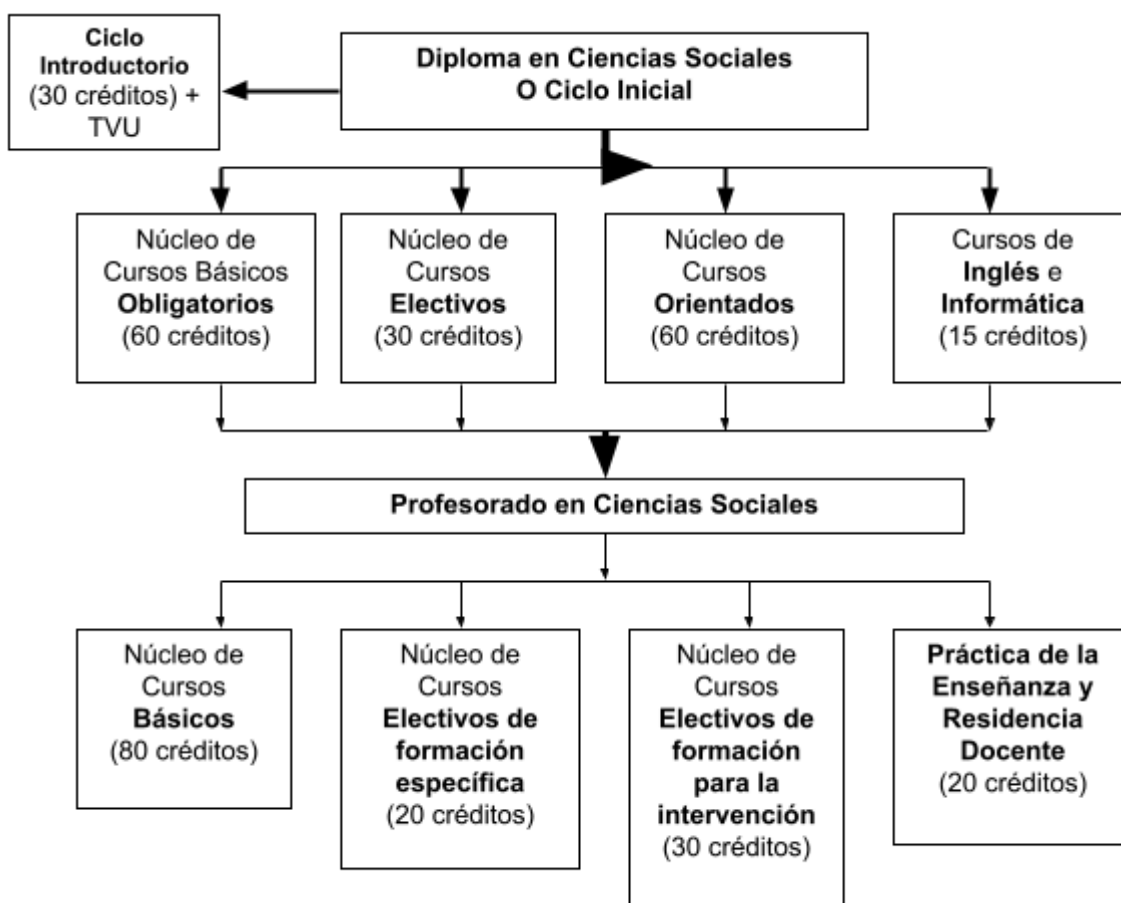 Ciclo
Introductorio
(30 créditos) +
TVU
Diploma en Ciencias Sociales
O Ciclo Inicial
Núcleo de
Cursos Básicos
Obligatorios
(60 créditos)
Núcleo de
Cursos
Electivos
(30 créditos)
Núcleo de
Cursos
Orientados
(60 créditos)
Cursos de
Inglés e
Informática
(15 créditos)
Profesorado en Ciencias Sociales
Núcleo de
Cursos
Básicos
(80 créditos)
Núcleo de
Cursos
Electivos de
formación
específica
(20 créditos)
Núcleo de
Cursos
Electivos de
formación
para la
intervención
(30 créditos)
Práctica de la
Enseñanza y
Residencia
Docente
(20 créditos)